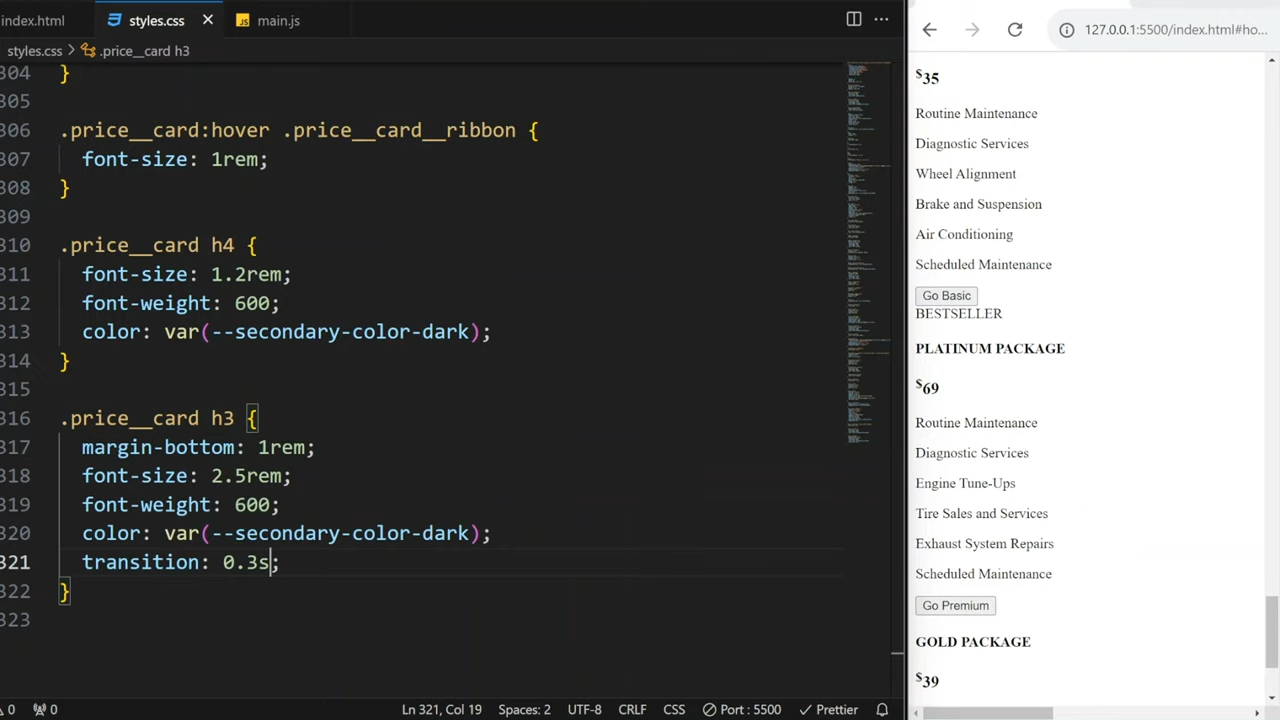 index.html
styles.css
main.js
127.0.0.1:5500/index.html#ho...
styles.css > .price__card h3
304 }
305
306 .price__card:hover .price__card__ribbon {
307 font-size: 1rem;
308 }
309
310 .price__card h4 {
311 font-size: 1.2rem;
312 font-weight: 600;
313 color: var(--secondary-color-dark);
314 }
315
316 .price__card h3 {
317 margin-bottom: 1rem;
318 font-size: 2.5rem;
319 font-weight: 600;
320 color: var(--secondary-color-dark);
321 transition: 0.3s;
322 }
323
$35
Routine Maintenance
Diagnostic Services
Wheel Alignment
Brake and Suspension
Air Conditioning
Scheduled Maintenance
Go Basic
BESTSELLER
PLATINUM PACKAGE
$69
Routine Maintenance
Diagnostic Services
Engine Tune-Ups
Tire Sales and Services
Exhaust System Repairs
Scheduled Maintenance
Go Premium
GOLD PACKAGE
$39
0 0 Ln 321, Col 19 Spaces: 2 UTF-8 CRLF CSS Port : 5500 Prettier